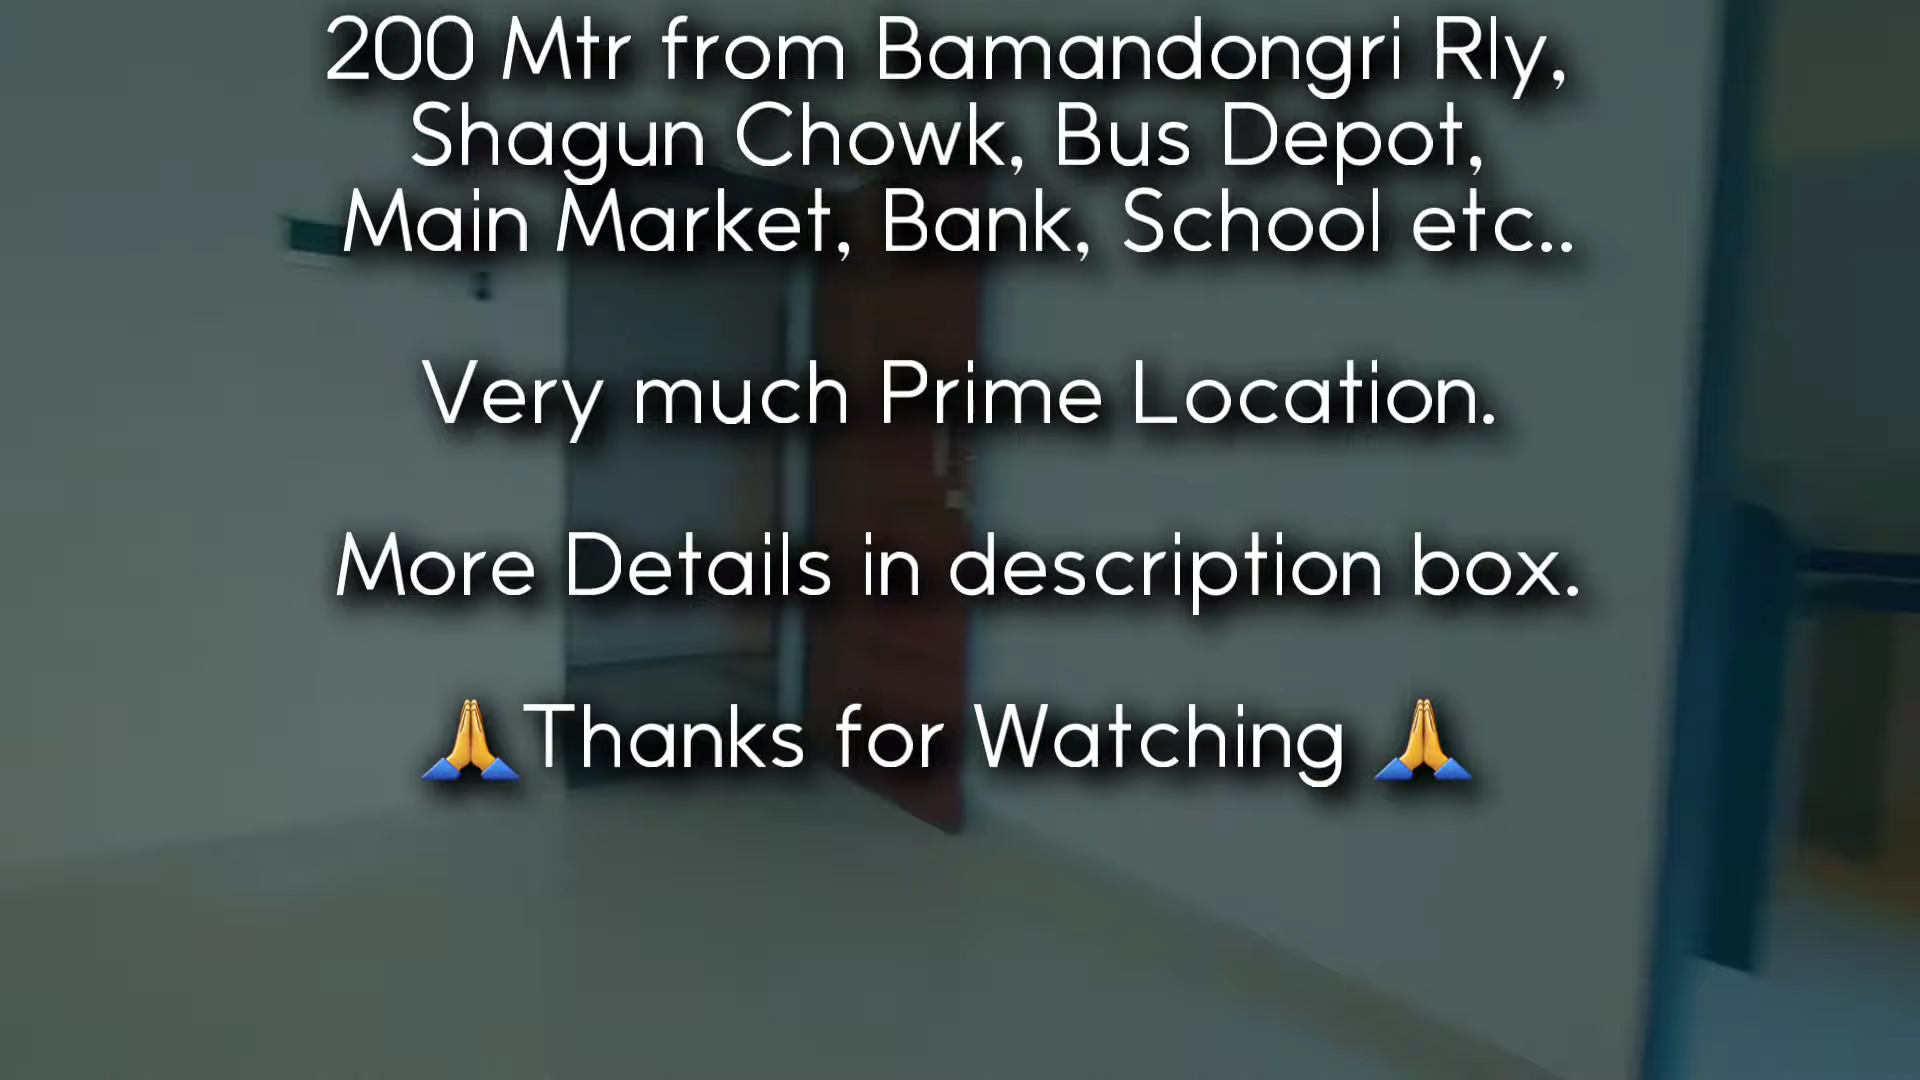 200 Mtr from Bamandongri Rly,
Shagun Chowk, Bus Depot,
Main Market, Bank, School etc..
Very much Prime Location.
More Details in description box.
🙏Thanks for Watching 🙏